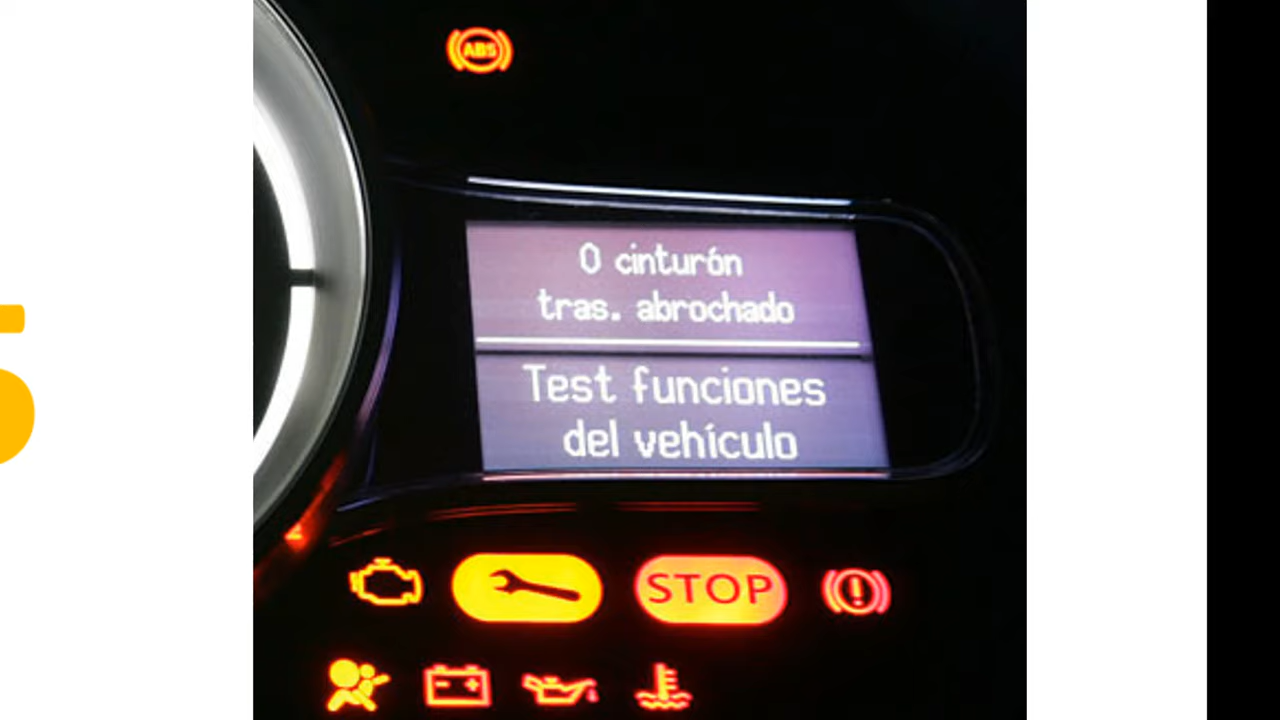 ABS
0 cinturón
tras. abrochado
Test funciones
del vehículo
STOP